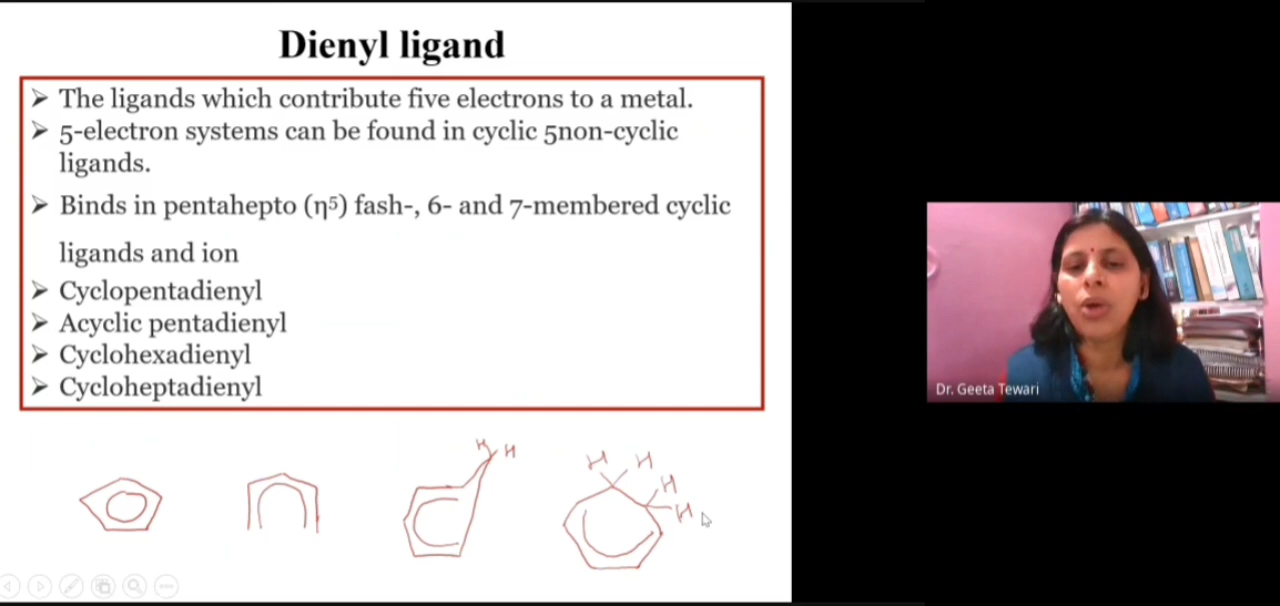 Dienyl ligand
➤ The ligands which contribute five electrons to a metal.
➤ 5-electron systems can be found in cyclic 5non-cyclic
ligands.
➤ Binds in pentahepto (η⁵) fash-, 6- and 7-membered cyclic
ligands and ion
➤ Cyclopentadienyl
➤ Acyclic pentadienyl
➤ Cyclohexadienyl
➤ Cycloheptadienyl
H H
H H
H
H
Dr. Geeta Tewari